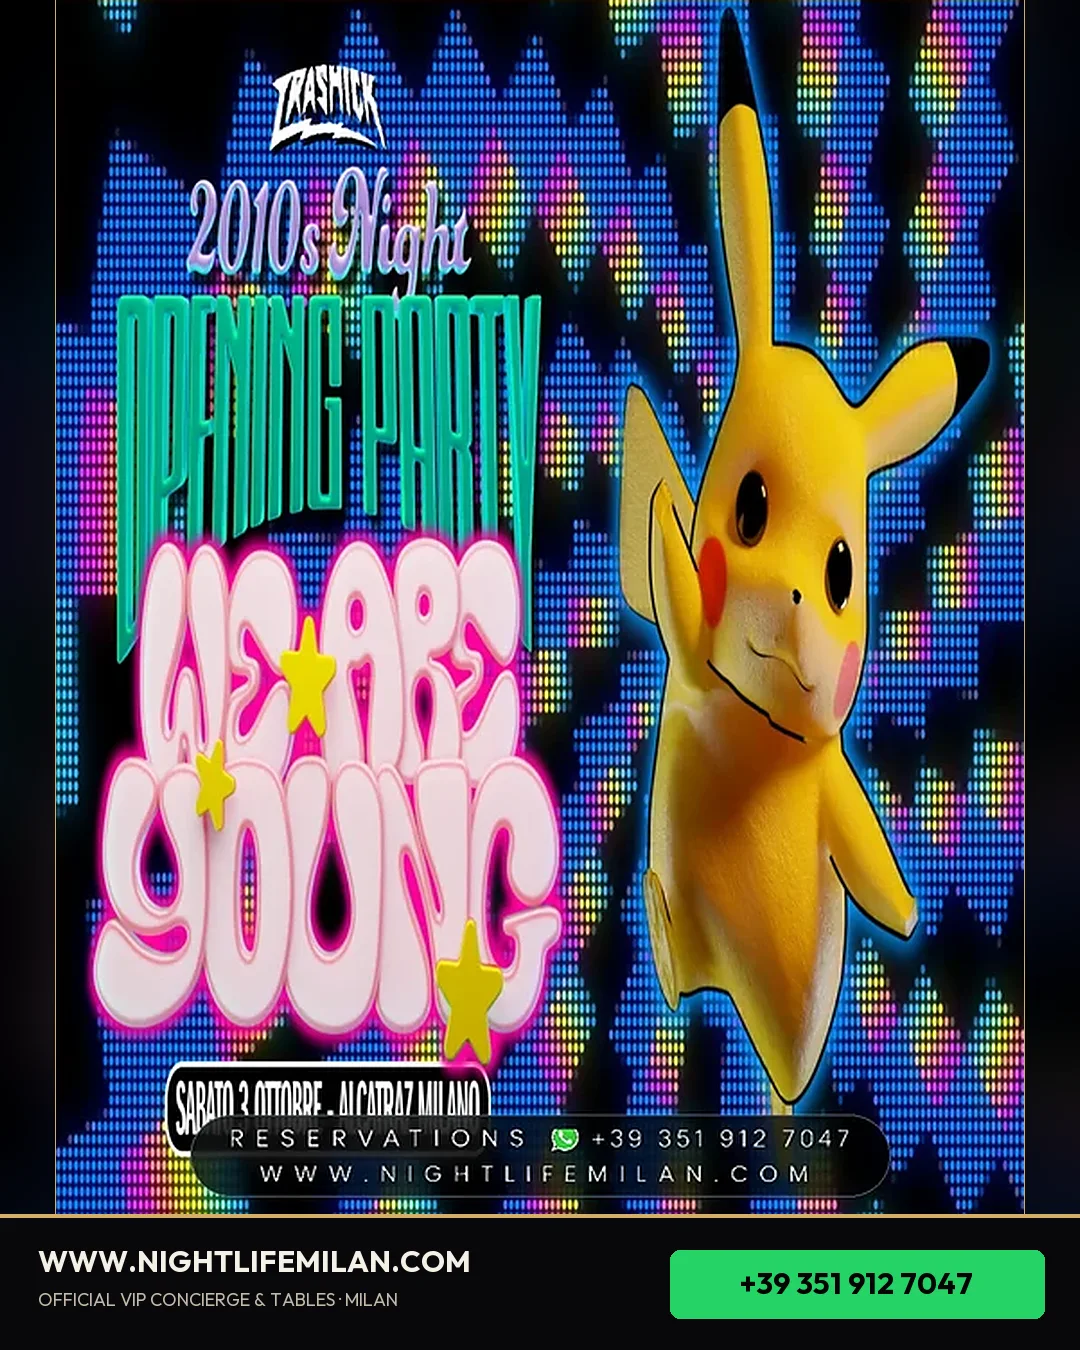 TRASHICK
2010s Night
OPENING PARTY
WE ARE
YOUNG
SABATO 3 OTTOBRE - ALCATRAZ MILANO
RESERVATIONS +39 351 912 7047
WWW.NIGHTLIFEMILAN.COM
WWW.NIGHTLIFEMILAN.COM
OFFICIAL VIP CONCIERGE & TABLES · MILAN
+39 351 912 7047